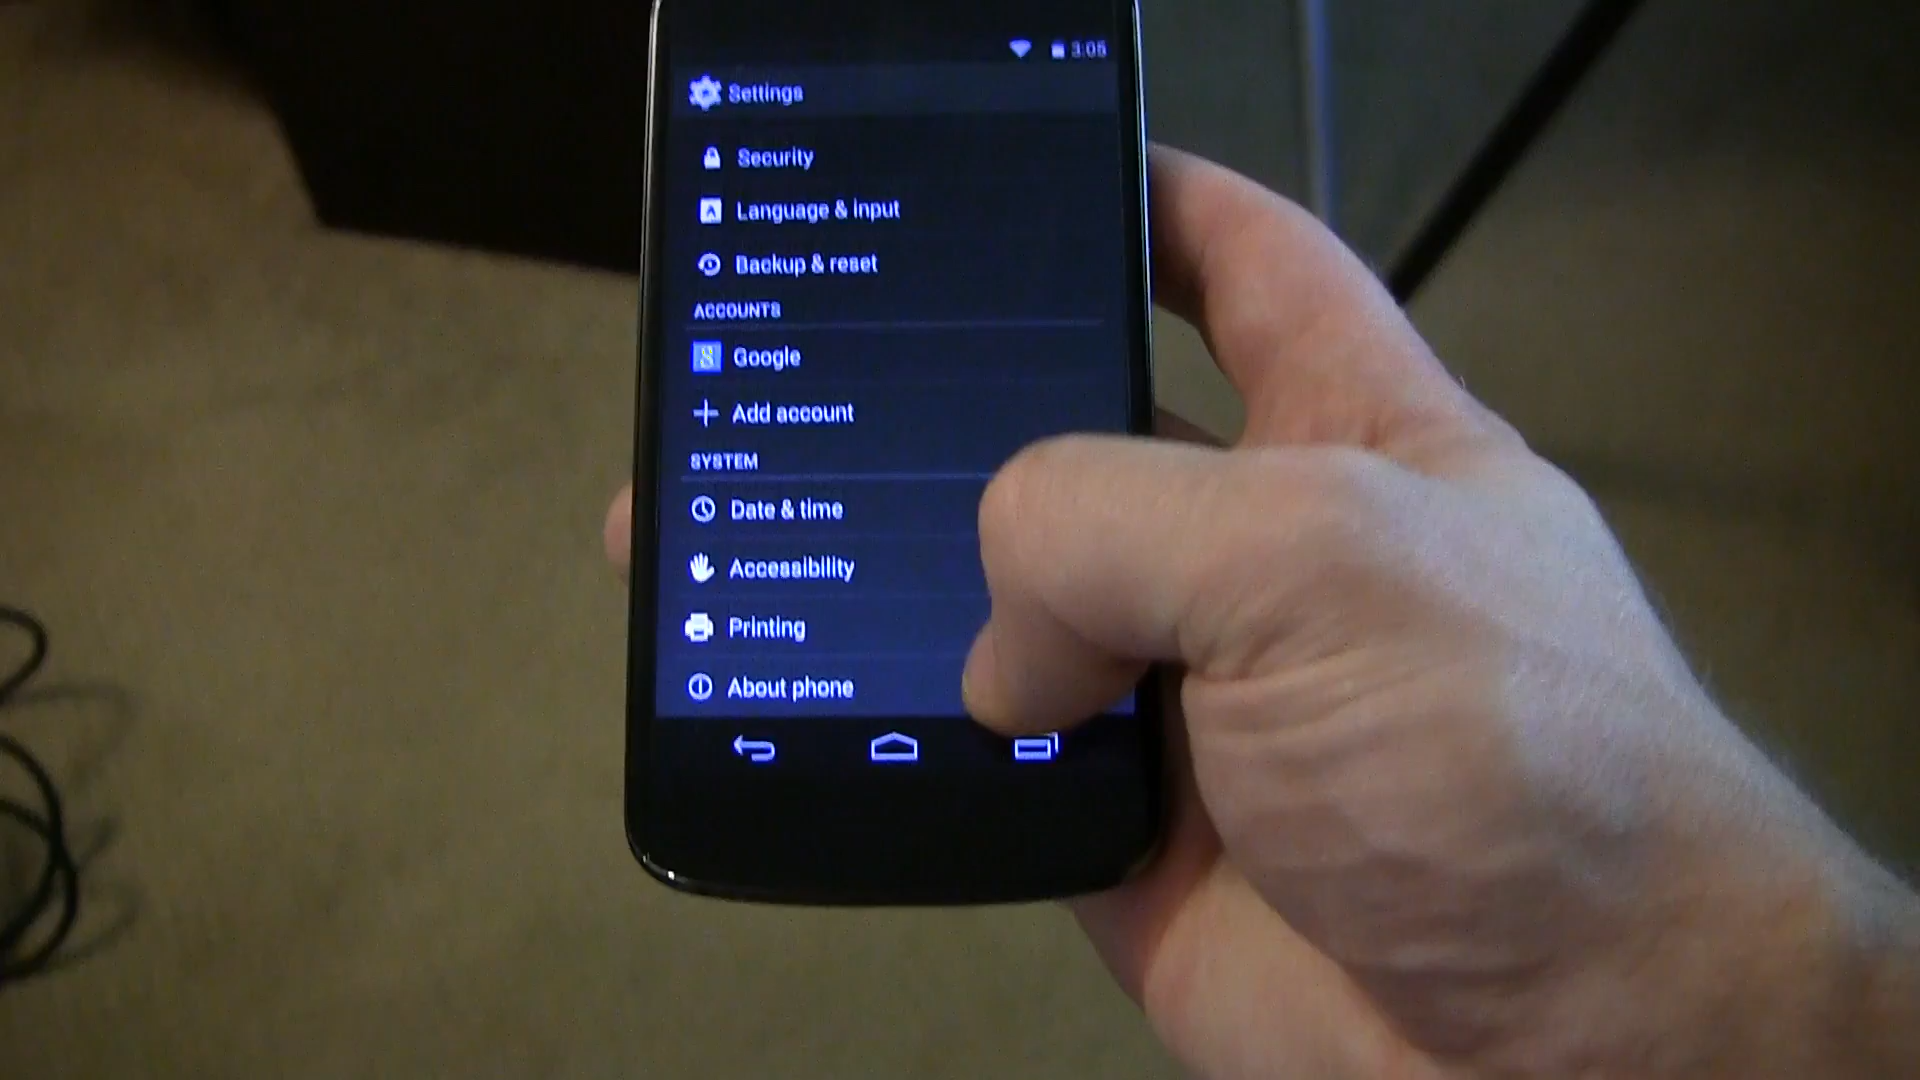 3:05
Settings
Security
Language & input
Backup & reset
ACCOUNTS
8 Google
Add account
SYSTEM
Date & time
Accessibility
Printing
About phone